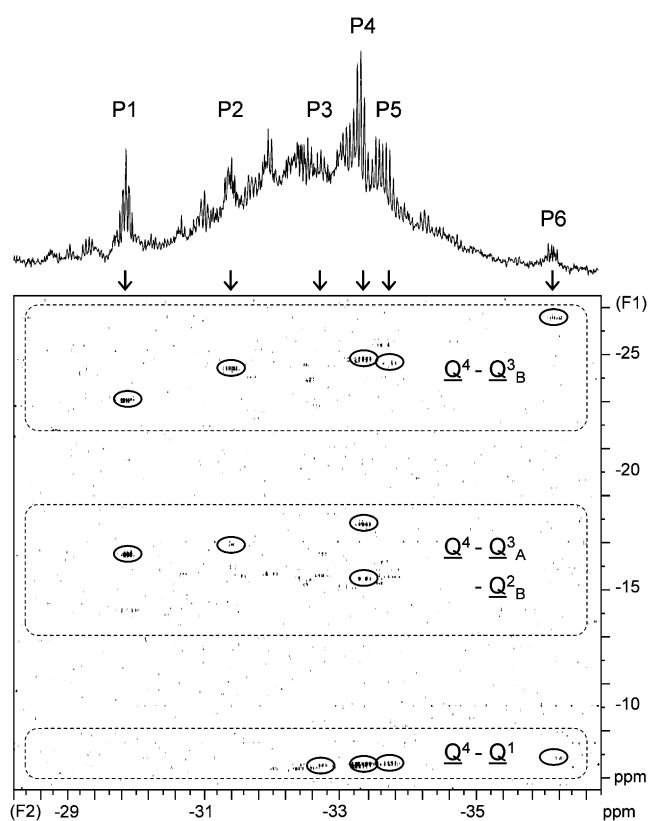 P4
P1 P2 P3 P5
P6
(F1)
-25
Q⁴ - Q³B
-20
Q⁴ - Q³A
- Q²B
-15
-10
Q⁴ - Q¹
ppm
(F2) -29 -31 -33 -35 ppm